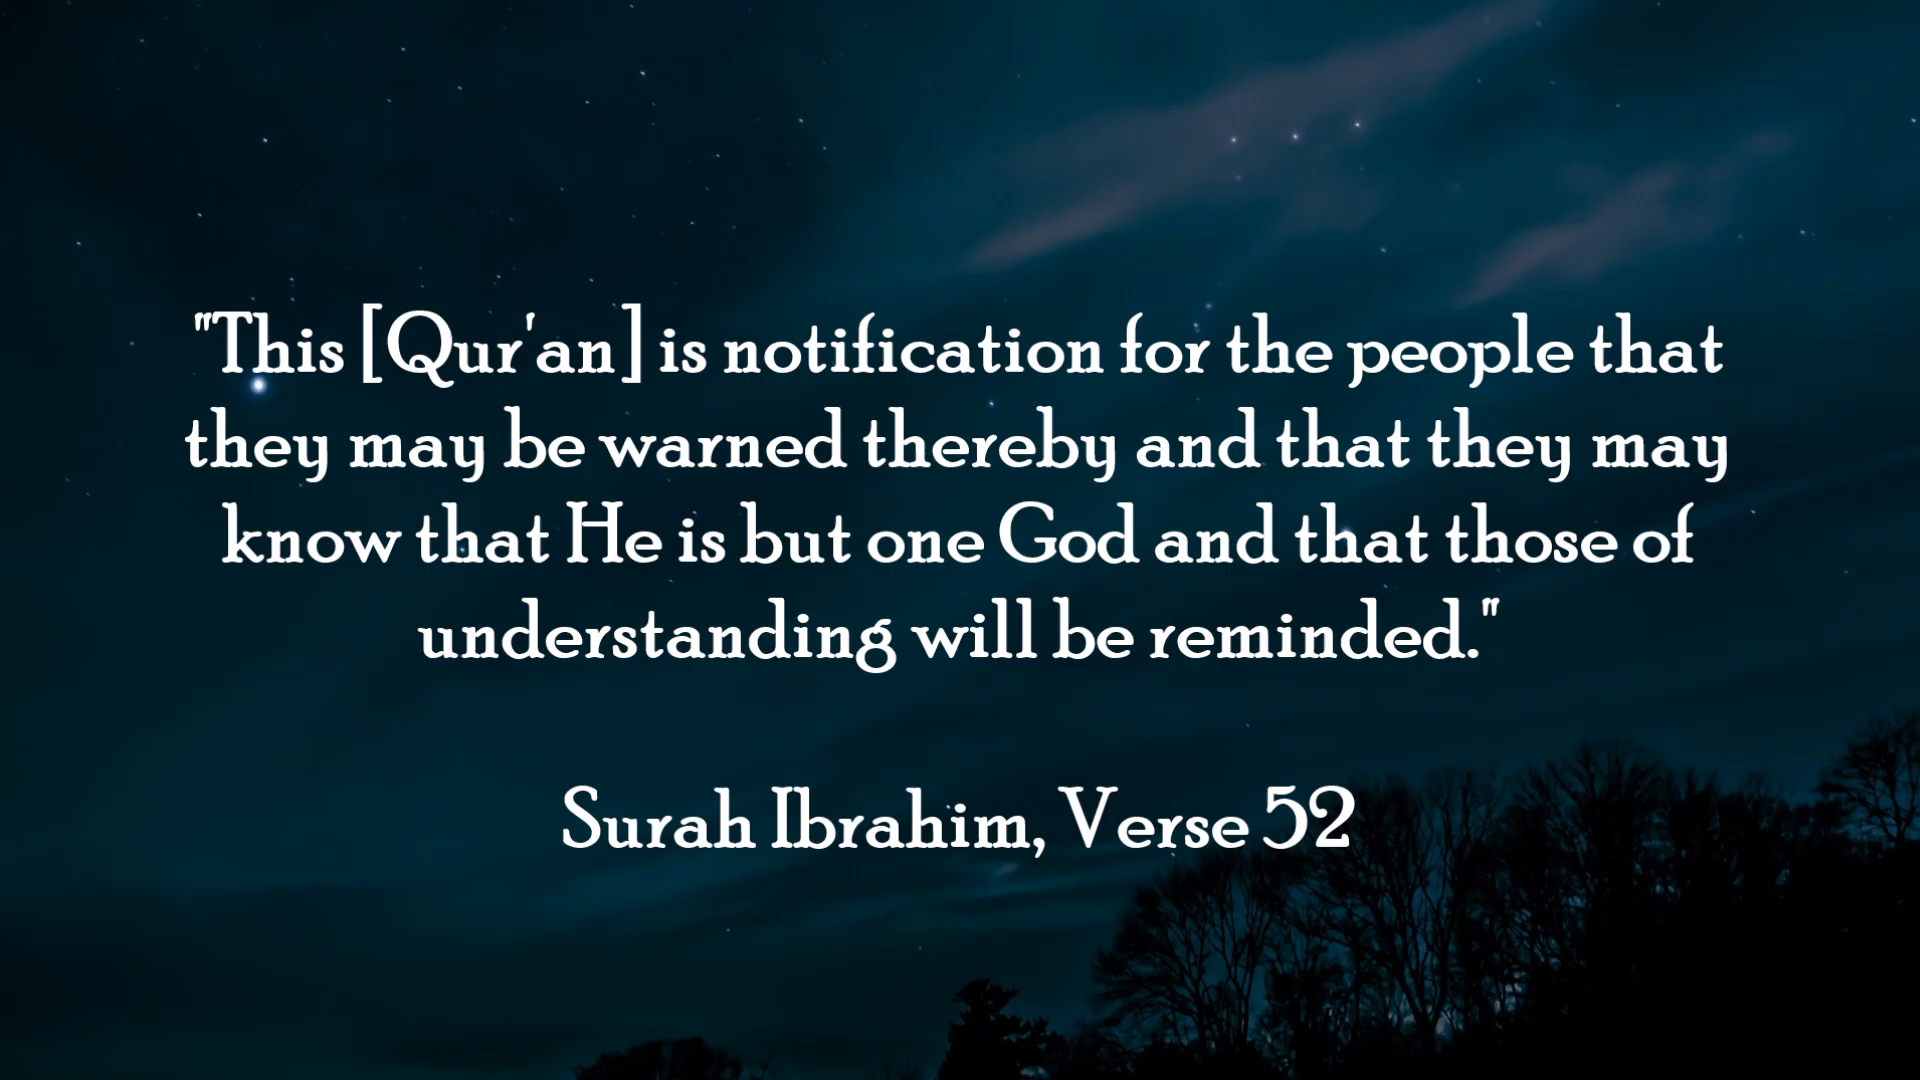 "This [Qur'an] is notification for the people that
they may be warned thereby and that they may
know that He is but one God and that those of
understanding will be reminded."
Surah Ibrahim, Verse 52